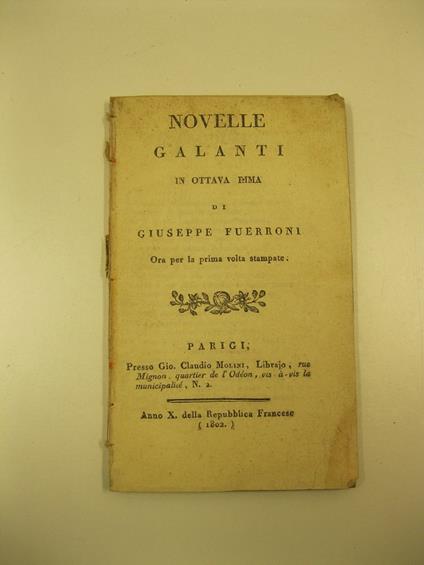 NOVELLE
GALANTI
IN OTTAVA RIMA
DI
GIUSEPPE FUERRONI
Ora per la prima volta stampate.
PARIGI,
Presso Gio. Claudio MOLINI, Librajo, rue
Mignon, quartier de l'Odéon, vis-à-vis la
municipalité, N. 2.
Anno X. della Repubblica Francese
( 1802. )